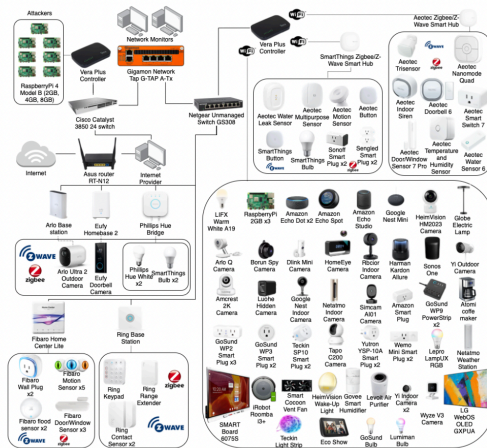 Attackers
RaspberryPi 4
Model B (2GB,
4GB, 8GB)
Vera Plus
Controller
Network Monitors
Gigamon Network
Tap G-TAP A-Tx
Cisco Catalyst
3850 24 switch
Netgear Unmanaged
Switch GS308
Internet
Asus router
RT-N12
Internet
Provider
Vera Plus
Controller
WiFi
WiFi
WiFi
SmartThings Zigbee/Z-
Wave Smart Hub
Aeotec Zigbee/Z-
Wave Smart Hub
Aeotec Water
Leak Sensor
Aeotec
Multipurpose
Sensor
Aeotec
Motion
Sensor
Aeotec
Button
SmartThings
Button
SmartThings
Bulb
Sonoff
Smart
Plug x2
Sengled
Smart
Plug x2
Aeotec
Trisensor
Aeotec
Nanomode
Quad
Aeotec
Indoor
Siren
Aeotec
Doorbell 6
Aeotec
Smart
Switch 7
Aeotec
Door/Window
Sensor 7 Pro
Aeotec
Temperature
and
Humidity
Sensor
Aeotec
Water
Sensor 6
Arlo Base
station
Eufy
Homebase 2
Phillips Hue
Bridge
Arlo Ultra 2
Outdoor
Camera
Eufy
Doorbell
Camera
Phillips
Hue White
x2
SmartThings
Bulb x2
Fibaro Home
Center Lite
Ring Base
Station
Fibaro
Wall Plug
x2
Fibaro
Motion
Sensor x5
Fibaro flood
sensor x2
Fibaro
Door/Window
Sensor x3
Ring
Keypad
Ring
Range
Extender
Ring
Contact
Sensor x2
LIFX
Warm
White A19
RaspberryPi
2GB x3
Amazon
Echo Dot x2
Amazon
Echo Spot
Amazon
Echo
Studio
Google
Nest Mini
HeimVision
HM203
Camera
Globe
Electric
Lamp
Arlo Q
Camera
Borun Spy
Camera
Dlink Mini
Camera
HomeEye
Camera
Rbcior
Indoor
Camera
Harman
Kardon
Allure
Sonos
One
Yi Outdoor
Camera
Amcrest
2K
Camera
Luohe
Hidden
Camera
Google
Nest
Indoor
Camera
Netatmo
Indoor
Camera
Simcam
AI01
Camera
Amazon
Smart
Plug
GoSund
WP9
PowerStrip
x2
Atomi
coffe
maker
GoSund
WP2
Smart
Plug x3
GoSund
WP3
Smart
Plug x2
Teckin
SP10
Smart
Plug x2
Tapo
C200
Camera
Yutron
YSP-10A
Smart
Plug x2
Wemo
Mini Smart
Plug x2
Lepro
LampUX
RGB
Netatmo
Weather
Station
SMART
Board
6075S
iRobot
Roomba
i3+
Smart
Cocoon
Vent Fan
HeimVision
Wake-Up
Light
Govee
Smart
Humidifier
Levoit Air
Purifier
Yi Indoor
Camera
x2
Wyze V3
Camera
LG
WebOS
OLED
GXPUA
Teckin
Light Strip
Eco Show
GoSund
Bulb
Lumiman
Bulb